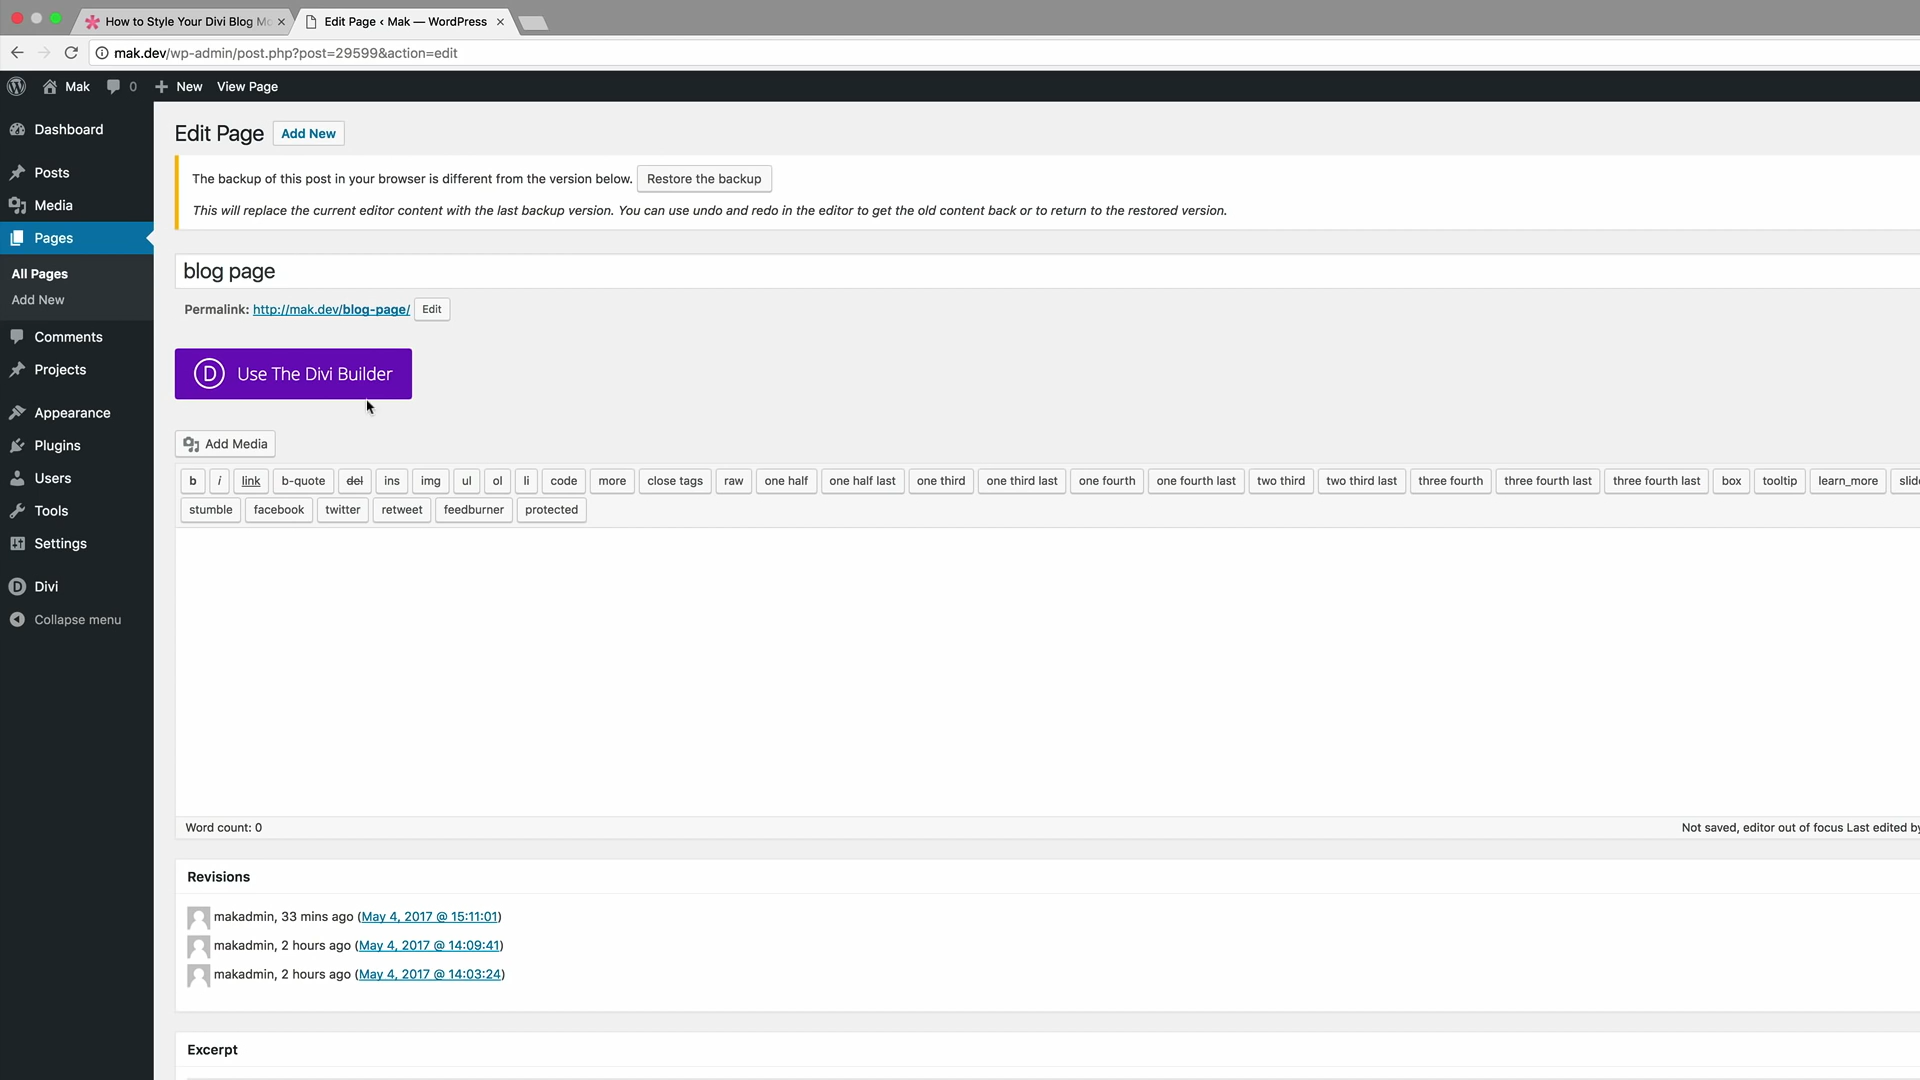 How to Style Your Divi Blog Mo
Edit Page ‹ Mak — WordPress
mak.dev/wp-admin/post.php?post=29599&action=edit
Mak 0 New View Page
Dashboard
Posts
Media
Pages
All Pages
Add New
Comments
Projects
Appearance
Plugins
Users
Tools
Settings
Divi
Collapse menu
Edit Page Add New
The backup of this post in your browser is different from the version below. Restore the backup
This will replace the current editor content with the last backup version. You can use undo and redo in the editor to get the old content back or to return to the restored version.
blog page
Permalink: http://mak.dev/blog-page/ Edit
D Use The Divi Builder
Add Media
b i link b-quote del ins img ul ol li code more close tags raw one half one half last one third one third last one fourth one fourth last two third two third last three fourth three fourth last three fourth last box tooltip learn_more slid
stumble facebook twitter retweet feedburner protected
Word count: 0
Not saved, editor out of focus Last edited by
Revisions
makadmin, 33 mins ago (May 4, 2017 @ 15:11:01)
makadmin, 2 hours ago (May 4, 2017 @ 14:09:41)
makadmin, 2 hours ago (May 4, 2017 @ 14:03:24)
Excerpt